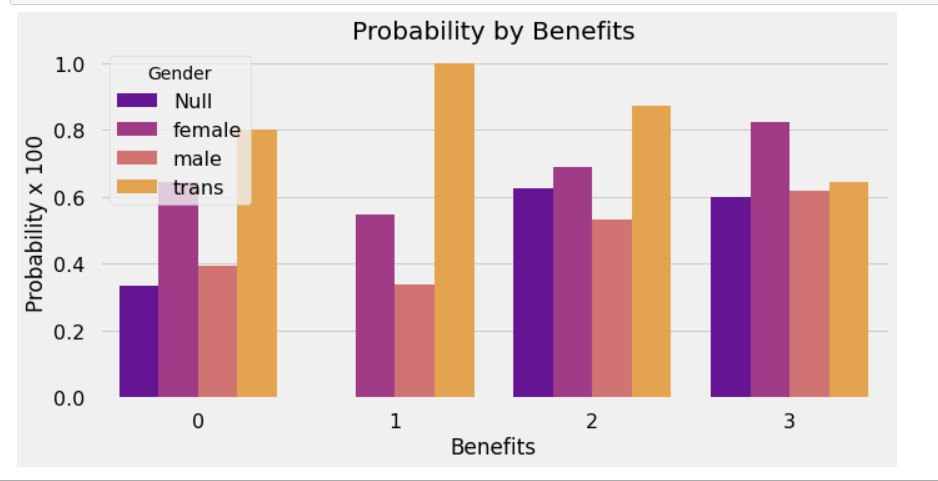 Probability by Benefits
Probability x 100
1.0
0.8
0.6
0.4
0.2
0.0
Gender
Null
female
male
trans
0 1 2 3
Benefits